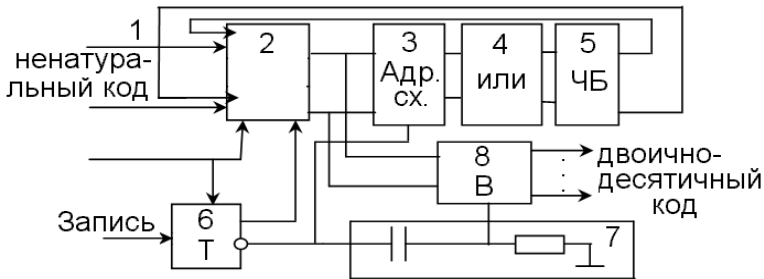 1
ненатура-
льный код
2
3
Адр.
сх.
4
или
5
ЧБ
8
В
двоично-
десятичный
код
Запись
6
Т
7